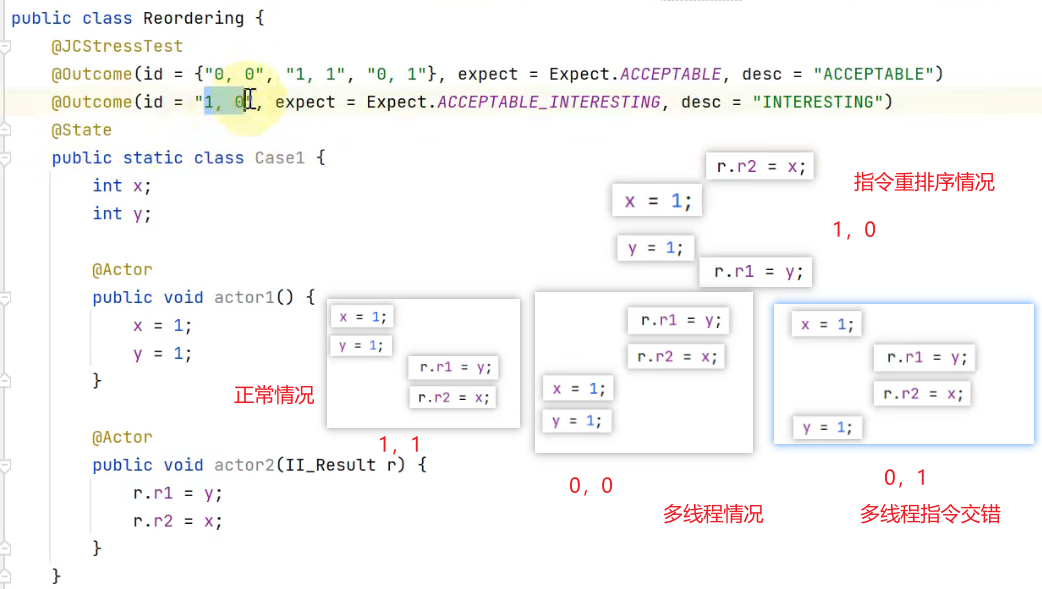 public class Reordering {
@JCStressTest
@Outcome(id = {"0, 0", "1, 1", "0, 1"}, expect = Expect.ACCEPTABLE, desc = "ACCEPTABLE")
@Outcome(id = "1, 0", expect = Expect.ACCEPTABLE_INTERESTING, desc = "INTERESTING")
@State
public static class Case1 {
int x;
int y;
@Actor
public void actor1() {
x = 1;
y = 1;
}
@Actor
public void actor2(II_Result r) {
r.r1 = y;
r.r2 = x;
}
}
r.r2 = x;
x = 1;
y = 1;
r.r1 = y;
指令重排序情况
1, 0
x = 1;
y = 1;
r.r1 = y;
r.r2 = x;
正常情况
1, 1
r.r1 = y;
r.r2 = x;
x = 1;
y = 1;
0, 0
多线程情况
x = 1;
r.r1 = y;
r.r2 = x;
y = 1;
0, 1
多线程指令交错